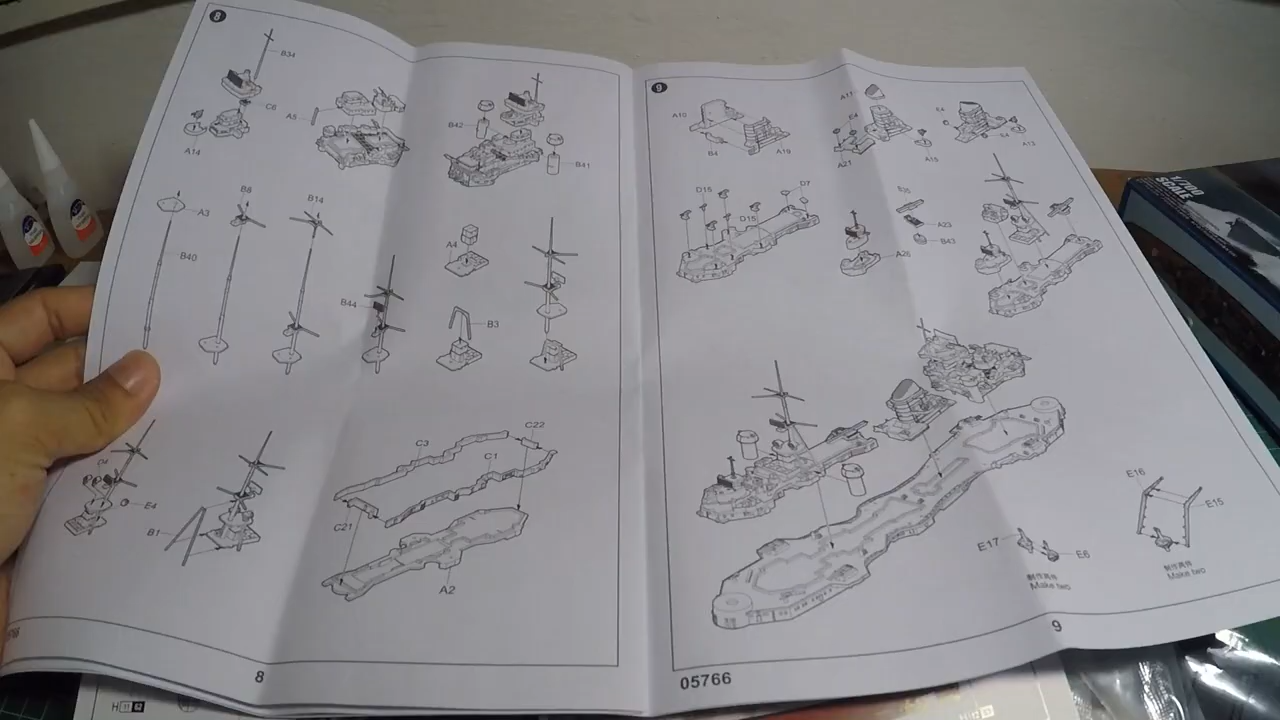 8
B34
C6
A14
A5
B42
B41
A3
B40
B8
B14
A4
B44
B3
E4
B1
C3
C22
C1
C21
A2
8
9
A10
B4
A19
A11
E4
A21
A15
E4
A13
D15
D15
D7
A23
B43
E17
E6
制作两件
Make two
E16
E15
制作两件
Make two
9
05766
1/700
SCALE